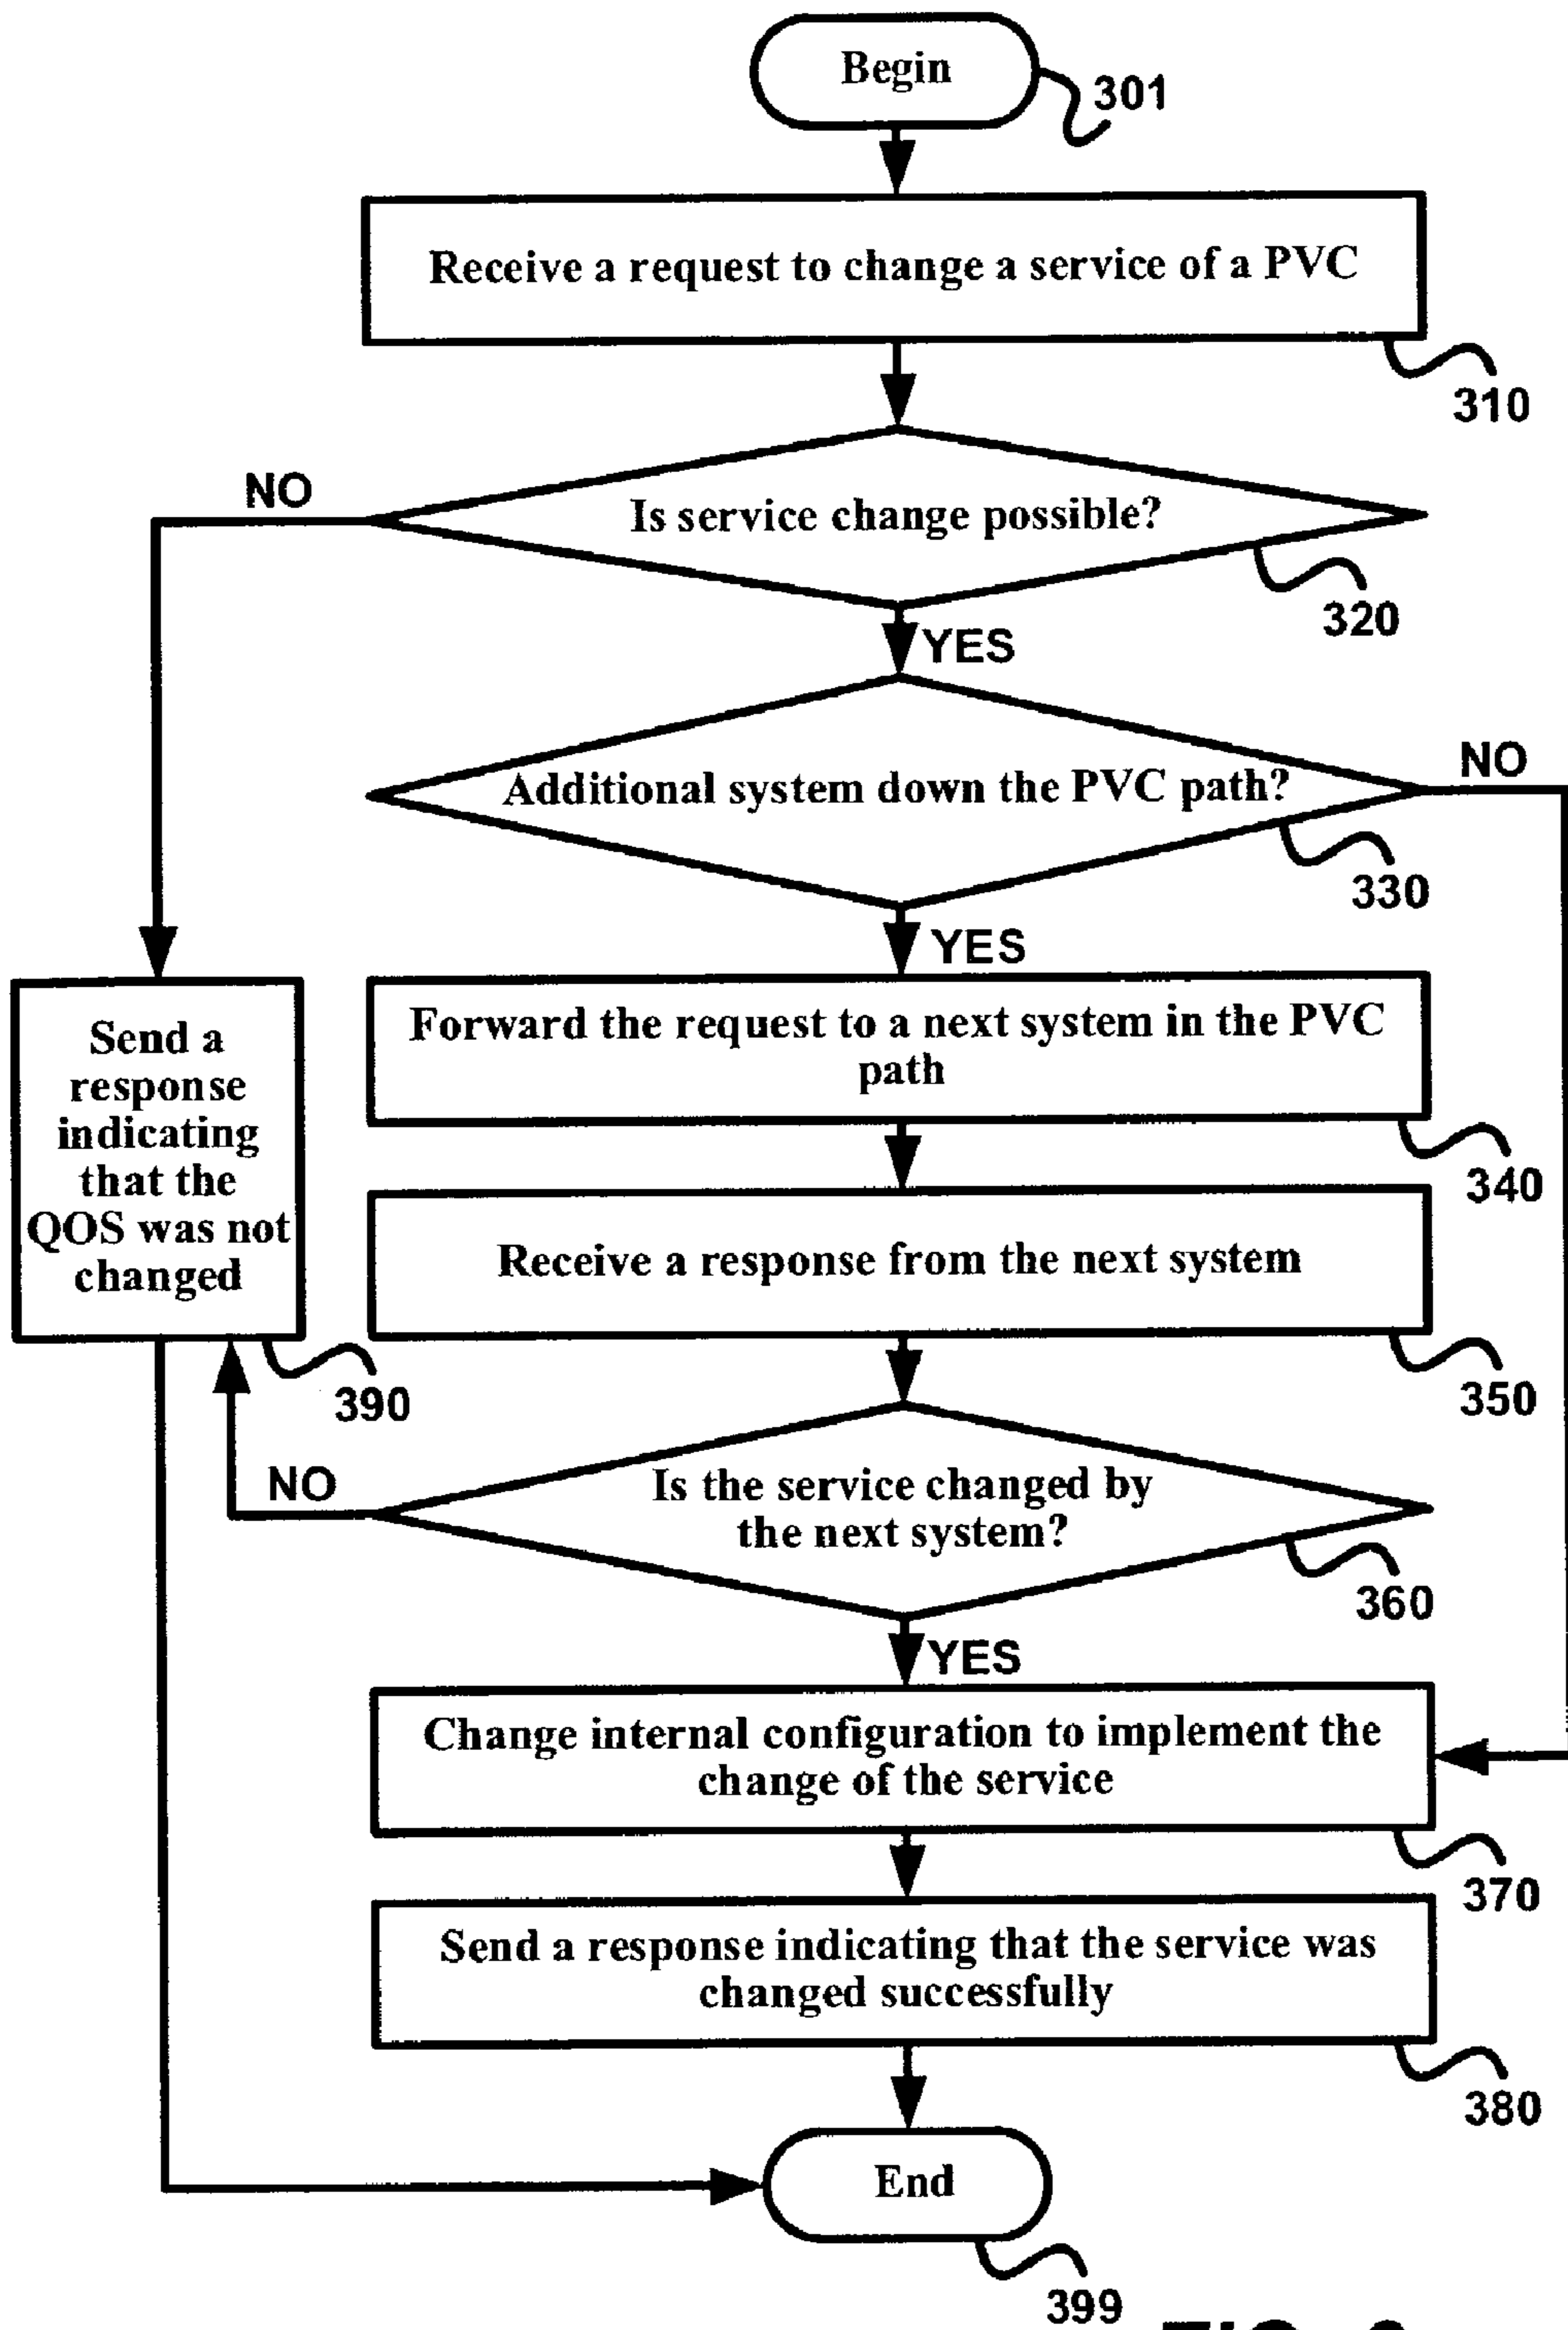 Begin
301
Receive a request to change a service of a PVC
310
NO
Is service change possible?
320
YES
Additional system down the PVC path?
NO
330
YES
Send a
response
indicating
that the
QOS was not
changed
390
Forward the request to a next system in the PVC
path
340
Receive a response from the next system
350
NO
Is the service changed by
the next system?
360
YES
Change internal configuration to implement the
change of the service
370
Send a response indicating that the service was
changed successfully
380
End
399